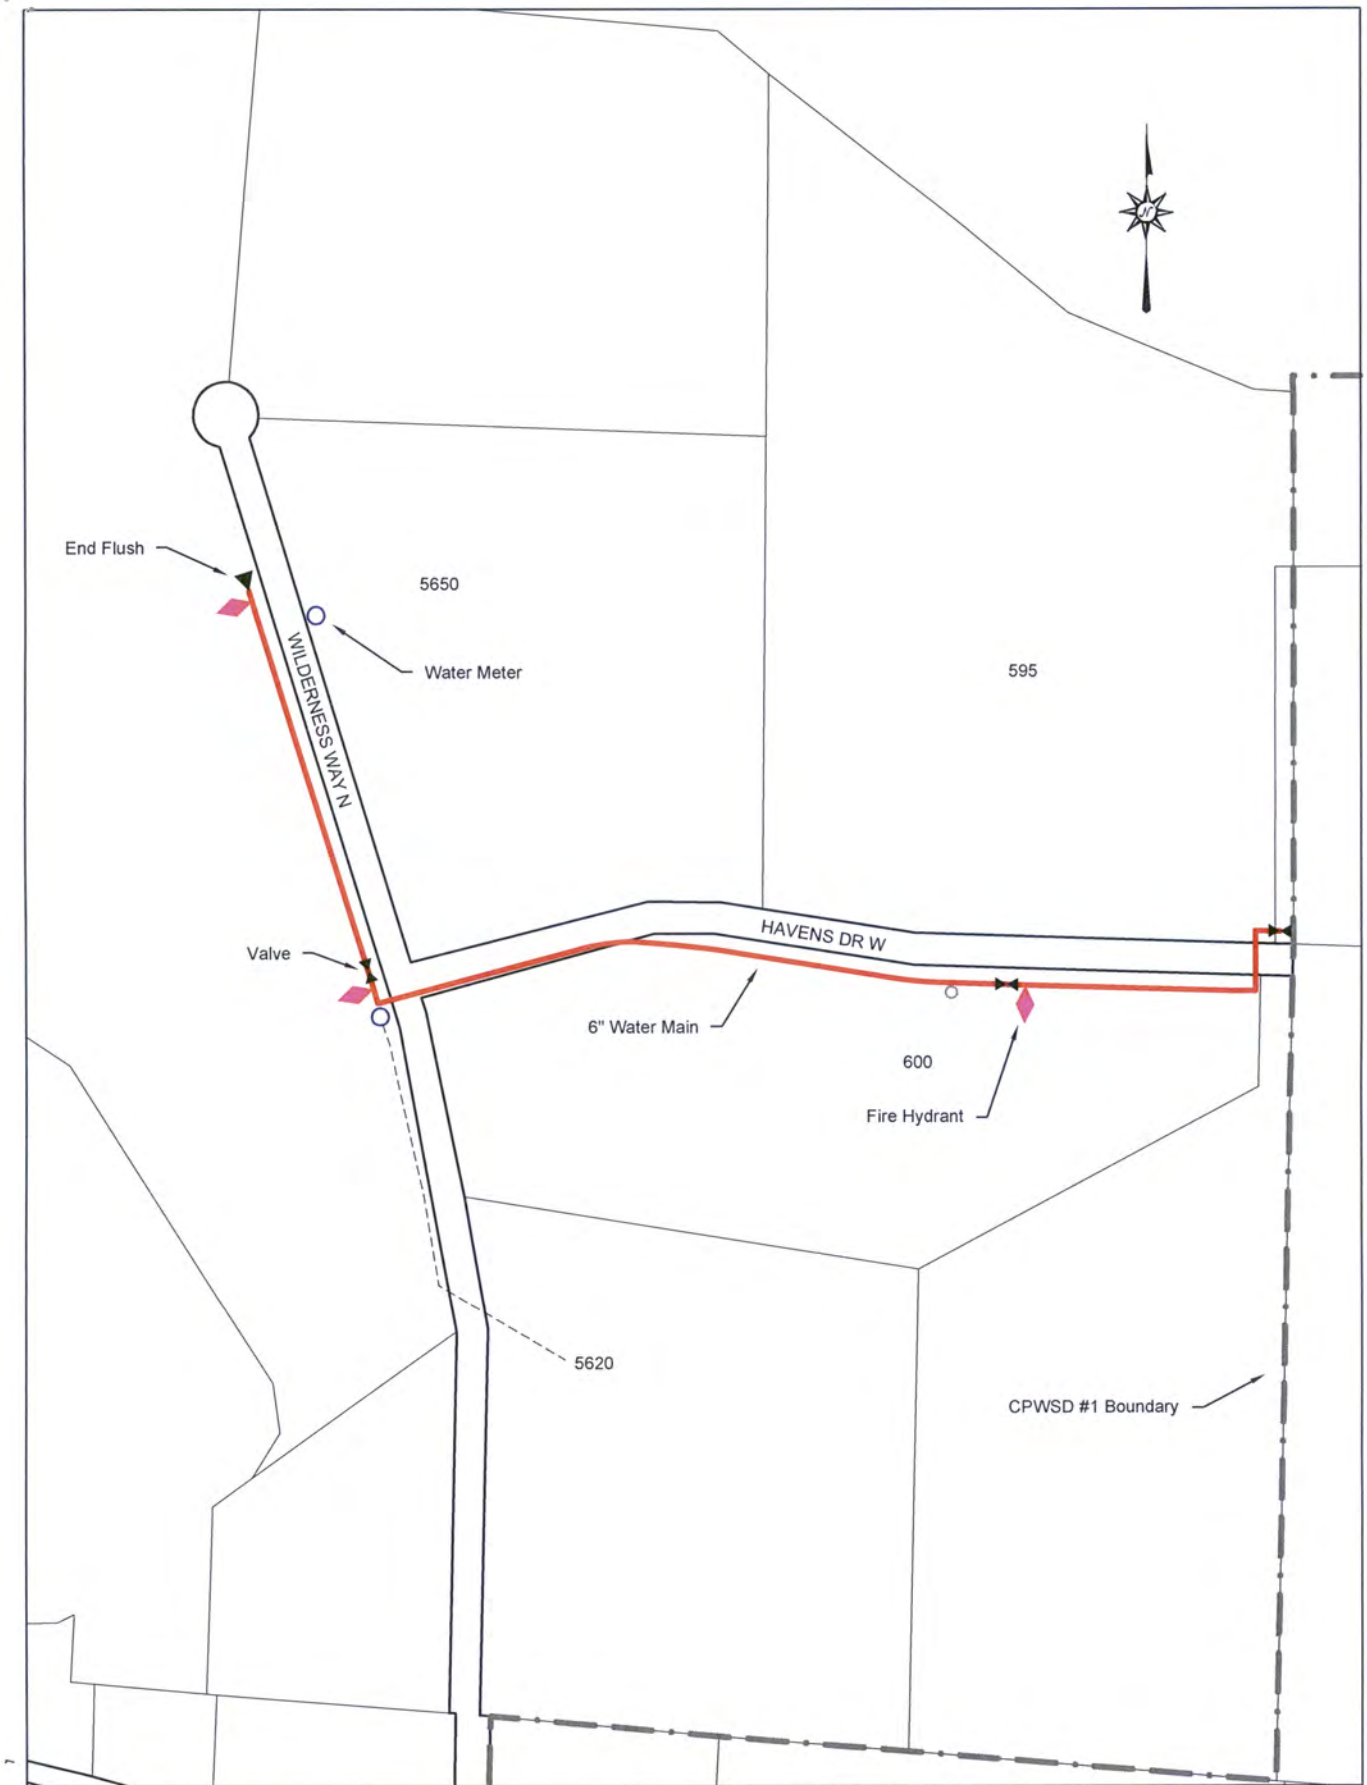 N
End Flush
5650
Water Meter
595
WILDERNESS WAY N
HAVENS DR W
Valve
6" Water Main
600
Fire Hydrant
5620
CPWSD #1 Boundary